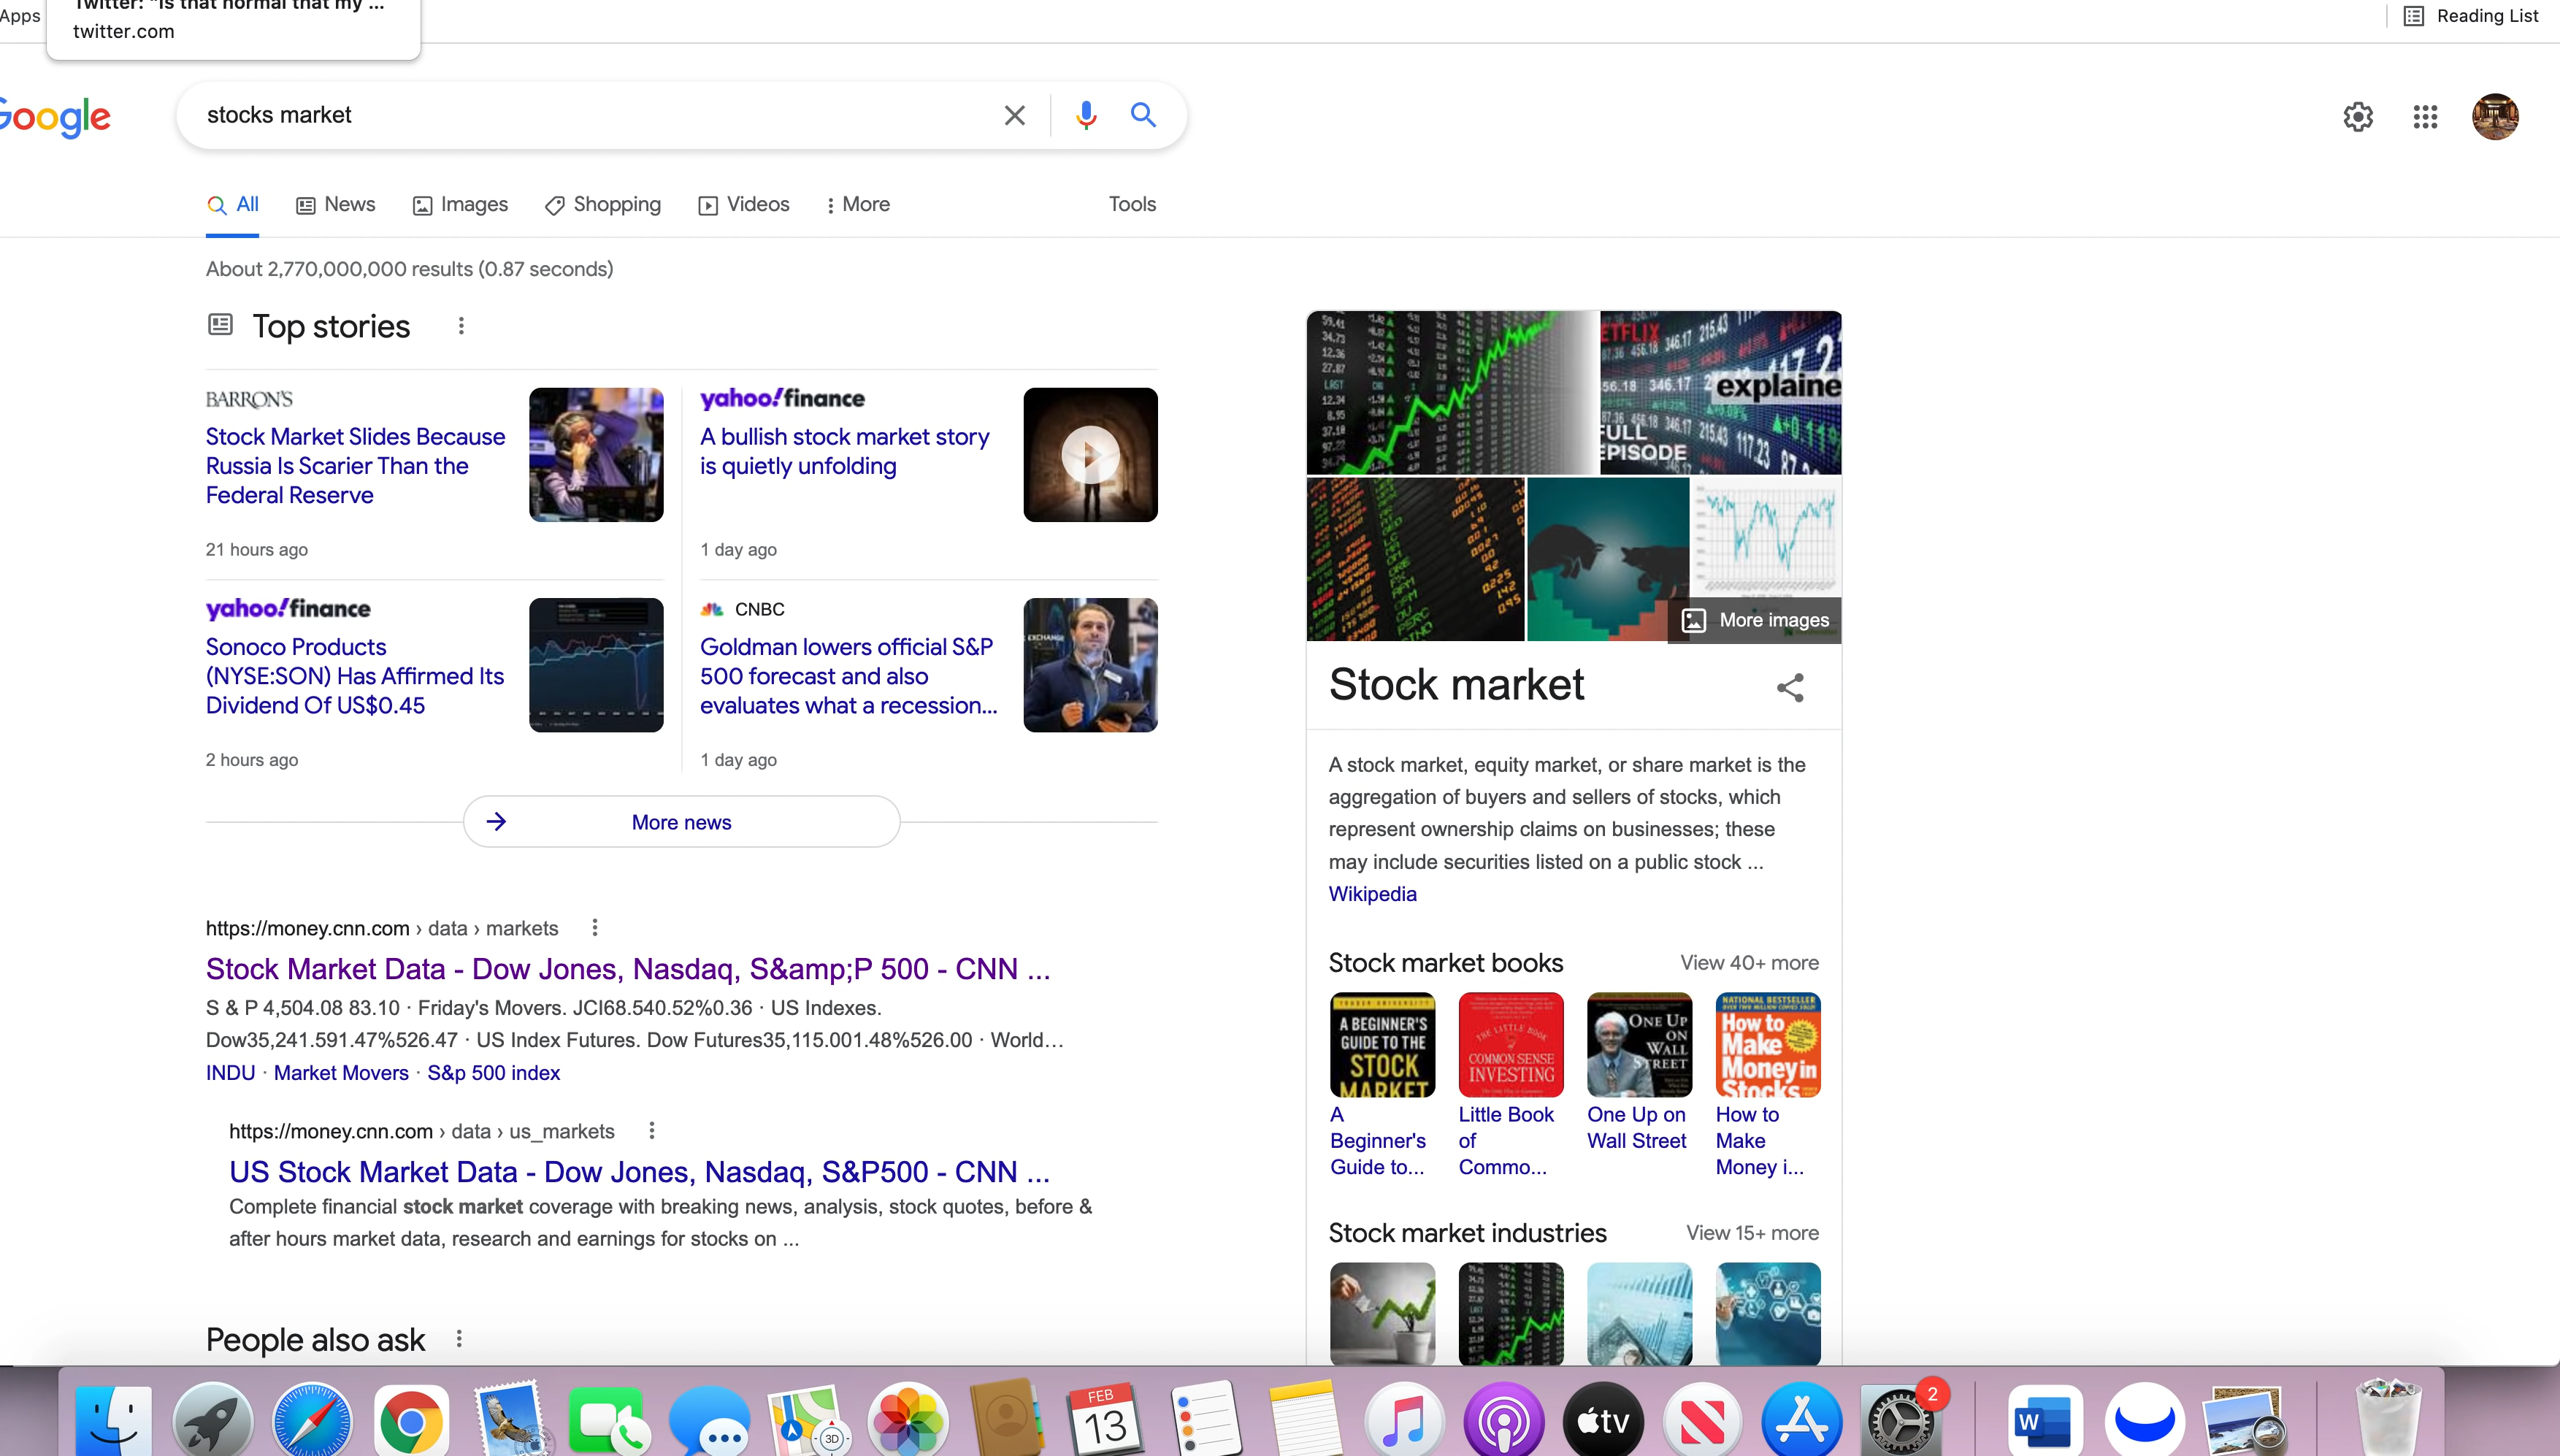 Twitter: "Is that normal that my ...
Apps
twitter.com
Reading List
Google
stocks market
All
News
Images
Shopping
Videos
More
Tools
About 2,770,000,000 results (0.87 seconds)
Top stories
BARRON'S
Stock Market Slides Because
Russia Is Scarier Than the
Federal Reserve
21 hours ago
yahoo!finance
A bullish stock market story
is quietly unfolding
1 day ago
yahoo!finance
Sonoco Products
(NYSE:SON) Has Affirmed Its
Dividend Of US$0.45
2 hours ago
CNBC
Goldman lowers official S&P
500 forecast and also
evaluates what a recession...
1 day ago
More news
https://money.cnn.com › data › markets
Stock Market Data - Dow Jones, Nasdaq, S&amp;P 500 - CNN ...
S & P 4,504.08 83.10 · Friday's Movers. JCI68.540.52%0.36 · US Indexes.
Dow35,241.591.47%526.47 · US Index Futures. Dow Futures35,115.001.48%526.00 · World...
INDU · Market Movers · S&p 500 index
https://money.cnn.com › data › us_markets
US Stock Market Data - Dow Jones, Nasdaq, S&P500 - CNN ...
Complete financial stock market coverage with breaking news, analysis, stock quotes, before &
after hours market data, research and earnings for stocks on ...
People also ask
explaine
FULL
EPISODE
More images
Stock market
A stock market, equity market, or share market is the
aggregation of buyers and sellers of stocks, which
represent ownership claims on businesses; these
may include securities listed on a public stock ...
Wikipedia
Stock market books
View 40+ more
A BEGINNER'S
GUIDE TO THE
STOCK
MARKET
THE LITTLE BOOK
COMMON SENSE
INVESTING
ONE UP
ON
WALL
STREET
NATIONAL BESTSELLER
How to
Make
Money in
Stocks
A
Beginner's
Guide to...
Little Book
of
Commo...
One Up on
Wall Street
How to
Make
Money i...
Stock market industries
View 15+ more
3D
FEB
13
tv
2
W